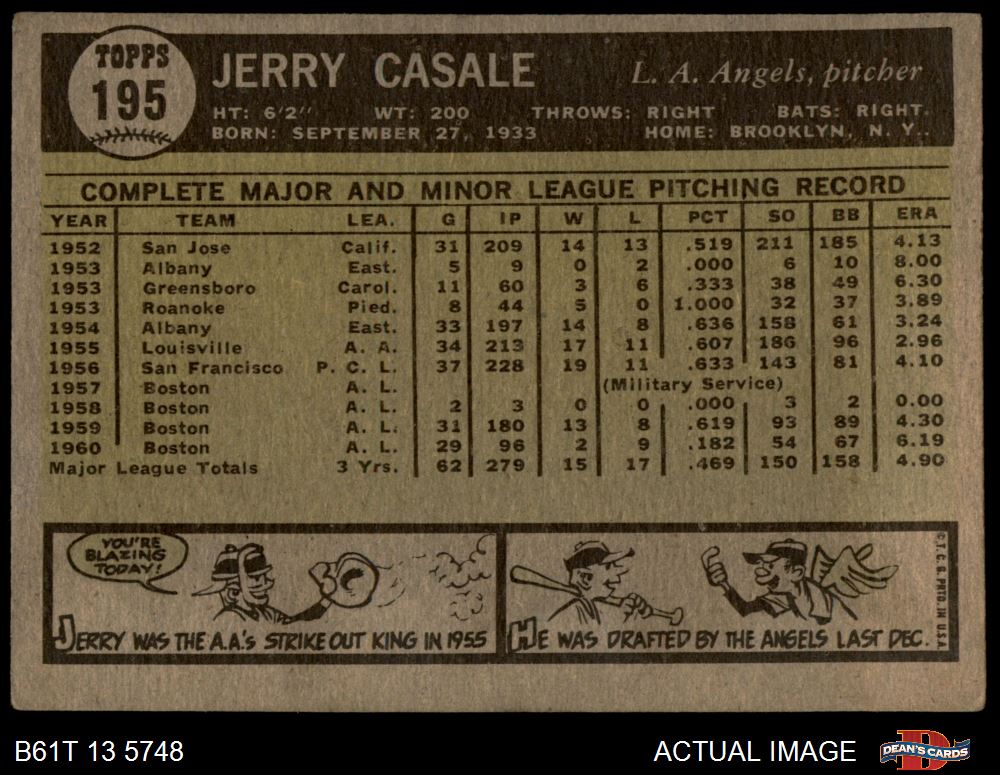 TOPPS
195
JERRY CASALE
L. A. Angels, pitcher
HT: 6'2" WT: 200 THROWS: RIGHT BATS: RIGHT.
BORN: SEPTEMBER 27, 1933 HOME: BROOKLYN, N. Y..
COMPLETE MAJOR AND MINOR LEAGUE PITCHING RECORD
YEAR TEAM LEA. G IP W L PCT SO BB ERA
1952 San Jose Calif. 31 209 14 13 .519 211 185 4.13
1953 Albany East. 5 9 0 2 .000 6 10 8.00
1953 Greensboro Carol. 11 60 3 6 .333 38 49 6.30
1953 Roanoke Pied. 8 44 5 0 1.000 32 37 3.89
1954 Albany East. 33 197 14 8 .636 158 61 3.24
1955 Louisville A. A. 34 213 17 11 .607 186 96 2.96
1956 San Francisco P. C. L. 37 228 19 11 .633 143 81 4.10
1957 Boston A. L. (Military Service)
1958 Boston A. L. 2 3 0 0 .000 3 2 0.00
1959 Boston A. L. 31 180 13 8 .619 93 89 4.30
1960 Boston A. L. 29 96 2 9 .182 54 67 6.19
Major League Totals 3 Yrs. 62 279 15 17 .469 150 158 4.90
YOU'RE
BLAZING
TODAY!
JERRY WAS THE A.A.'S STRIKEOUT KING IN 1955
HE WAS DRAFTED BY THE ANGELS LAST DEC.
© T. C. G. PRTD. IN U.S.A.
B61T 13 5748
ACTUAL IMAGE
DEAN'S CARDS